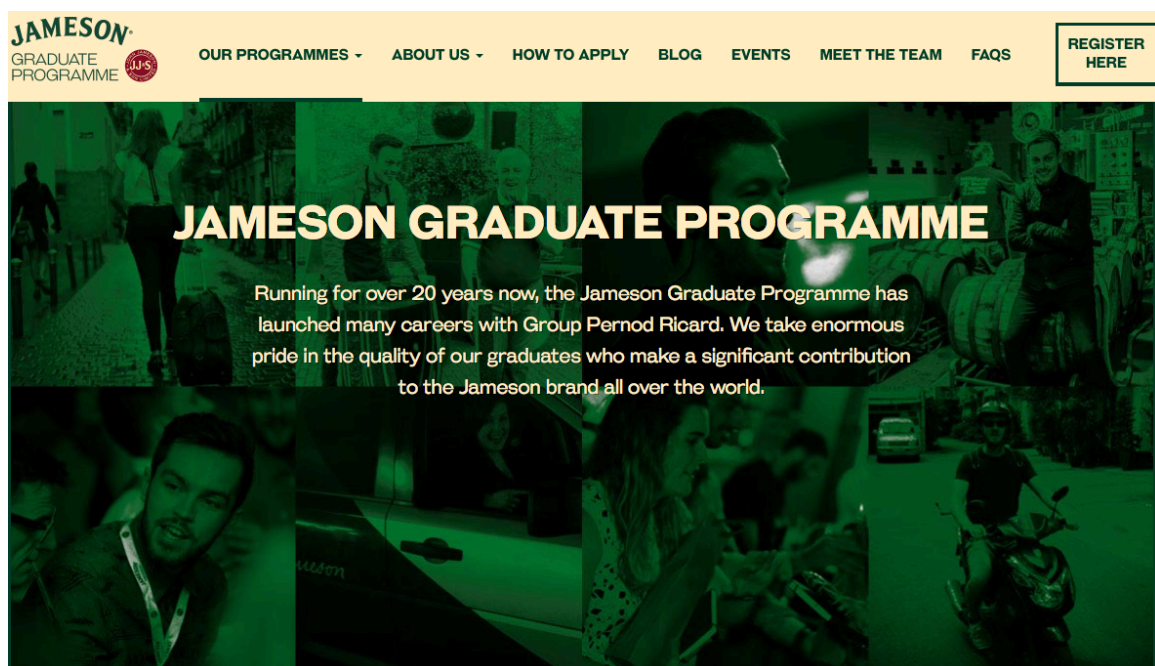 JAMESON
GRADUATE
PROGRAMME
JJ&S
OUR PROGRAMMES
ABOUT US
HOW TO APPLY
BLOG
EVENTS
MEET THE TEAM
FAQS
REGISTER
HERE
JAMESON GRADUATE PROGRAMME
Running for over 20 years now, the Jameson Graduate Programme has
launched many careers with Group Pernod Ricard. We take enormous
pride in the quality of our graduates who make a significant contribution
to the Jameson brand all over the world.